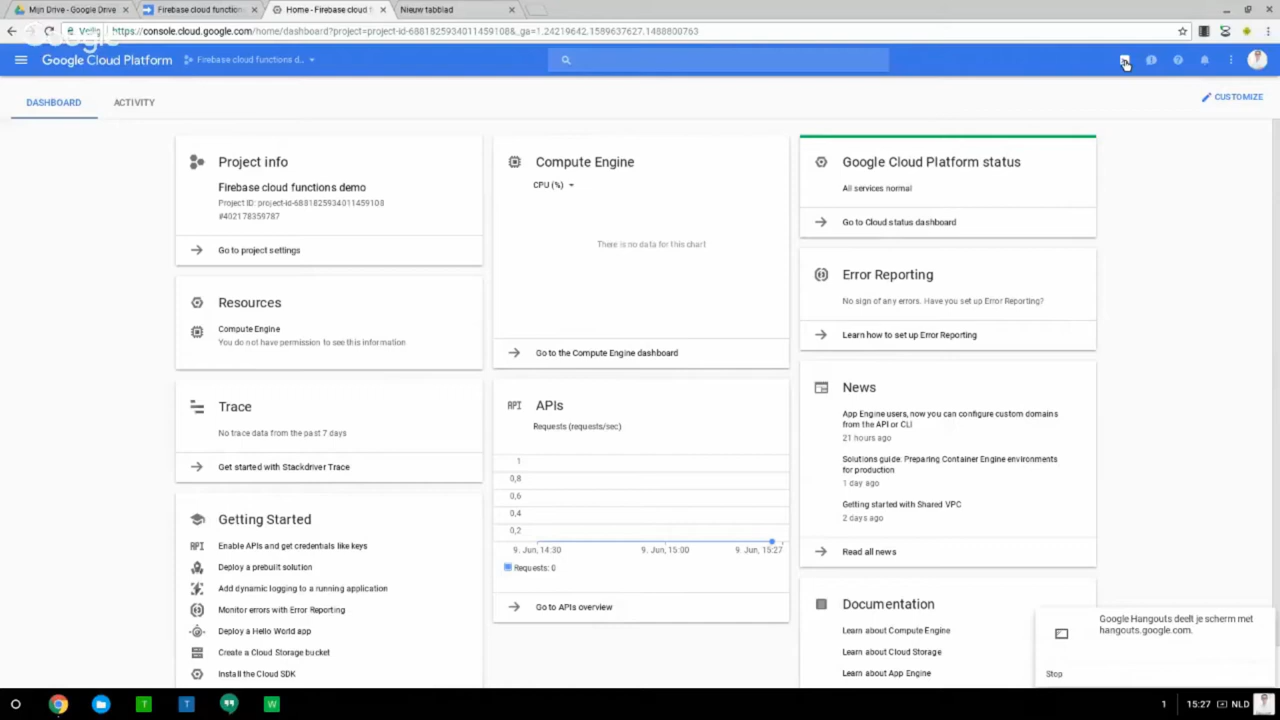 Mijn Drive - Google Drive
Firebase cloud function
Home - Firebase cloud f
Nieuw tabblad
https://console.cloud.google.com/home/dashboard?project=project-id-6881825934011459108&_ga=1.24219642.1589637627.1488800763
Google
Google Cloud Platform
Firebase cloud functions d...
DASHBOARD
ACTIVITY
CUSTOMIZE
Project info
Firebase cloud functions demo
Project ID: project-id-6881825934011459108
#402178359787
Go to project settings
Resources
Compute Engine
You do not have permission to see this information
Trace
No trace data from the past 7 days
Get started with Stackdriver Trace
Getting Started
API Enable APIs and get credentials like keys
Deploy a prebuilt solution
Add dynamic logging to a running application
Monitor errors with Error Reporting
Deploy a Hello World app
Create a Cloud Storage bucket
Install the Cloud SDK
Compute Engine
CPU (%)
There is no data for this chart
Go to the Compute Engine dashboard
API APIs
Requests (requests/sec)
1
0,8
0,6
0,4
0,2
9. Jun, 14:30 9. Jun, 15:00 9. Jun, 15:27
Requests: 0
Go to APIs overview
Google Cloud Platform status
All services normal
Go to Cloud status dashboard
Error Reporting
No sign of any errors. Have you set up Error Reporting?
Learn how to set up Error Reporting
News
App Engine users, now you can configure custom domains
from the API or CLI
21 hours ago
Solutions guide: Preparing Container Engine environments
for production
1 day ago
Getting started with Shared VPC
2 days ago
Read all news
Documentation
Learn about Compute Engine
Learn about Cloud Storage
Learn about App Engine
Google Hangouts deelt je scherm met
hangouts.google.com.
Stop
T
T
W
1
15:27
NLD